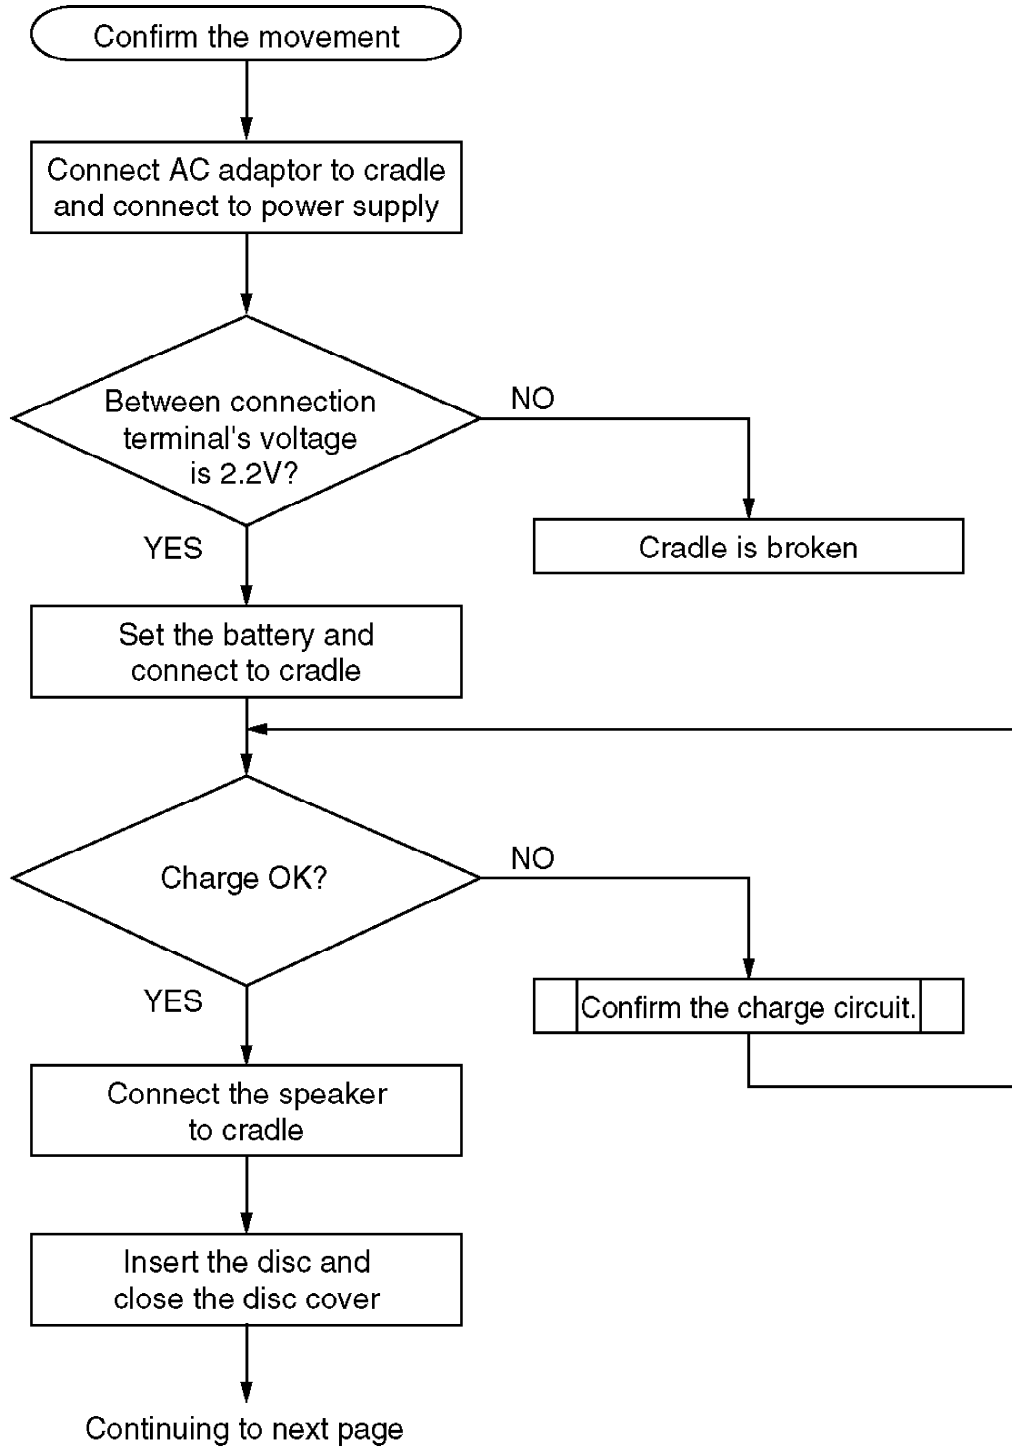 Confirm the movement
Connect AC adaptor to cradle
and connect to power supply
Between connection
terminal's voltage
is 2.2V?
NO
YES
Cradle is broken
Set the battery and
connect to cradle
Charge OK?
NO
YES
Confirm the charge circuit.
Connect the speaker
to cradle
Insert the disc and
close the disc cover
Continuing to next page